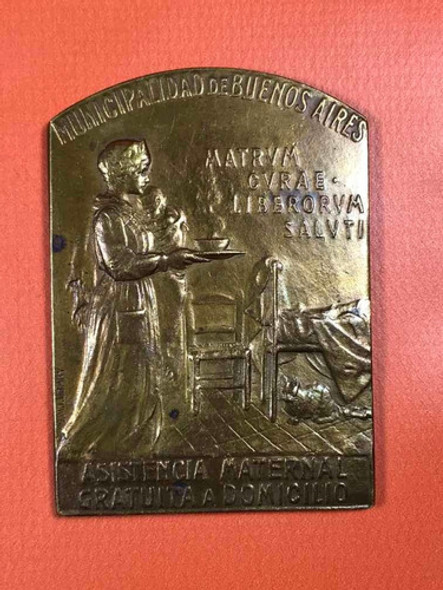 MUNICIPALIDAD DE BUENOS AIRES
MATRVM
CVRAE -
LIBERORVM
SALVTI
ASISTENCIA MATERNAL
GRATUITA A DOMICILIO